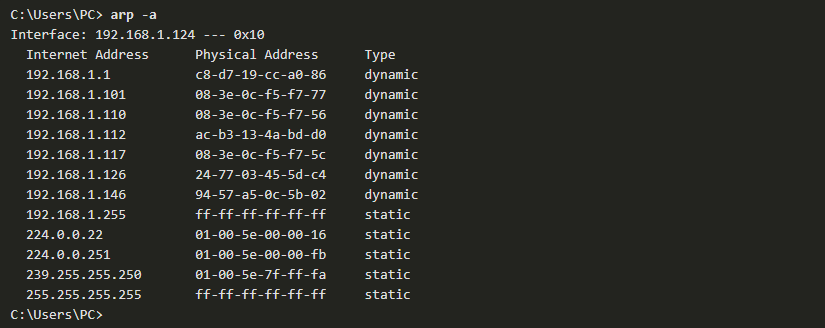 C:\Users\PC> arp -a
Interface: 192.168.1.124 --- 0x10
  Internet Address      Physical Address      Type
  192.168.1.1           c8-d7-19-cc-a0-86     dynamic
  192.168.1.101         08-3e-0c-f5-f7-77     dynamic
  192.168.1.110         08-3e-0c-f5-f7-56     dynamic
  192.168.1.112         ac-b3-13-4a-bd-d0     dynamic
  192.168.1.117         08-3e-0c-f5-f7-5c     dynamic
  192.168.1.126         24-77-03-45-5d-c4     dynamic
  192.168.1.146         94-57-a5-0c-5b-02     dynamic
  192.168.1.255         ff-ff-ff-ff-ff-ff     static
  224.0.0.22            01-00-5e-00-00-16     static
  224.0.0.251           01-00-5e-00-00-fb     static
  239.255.255.250       01-00-5e-7f-ff-fa     static
  255.255.255.255       ff-ff-ff-ff-ff-ff     static
C:\Users\PC>